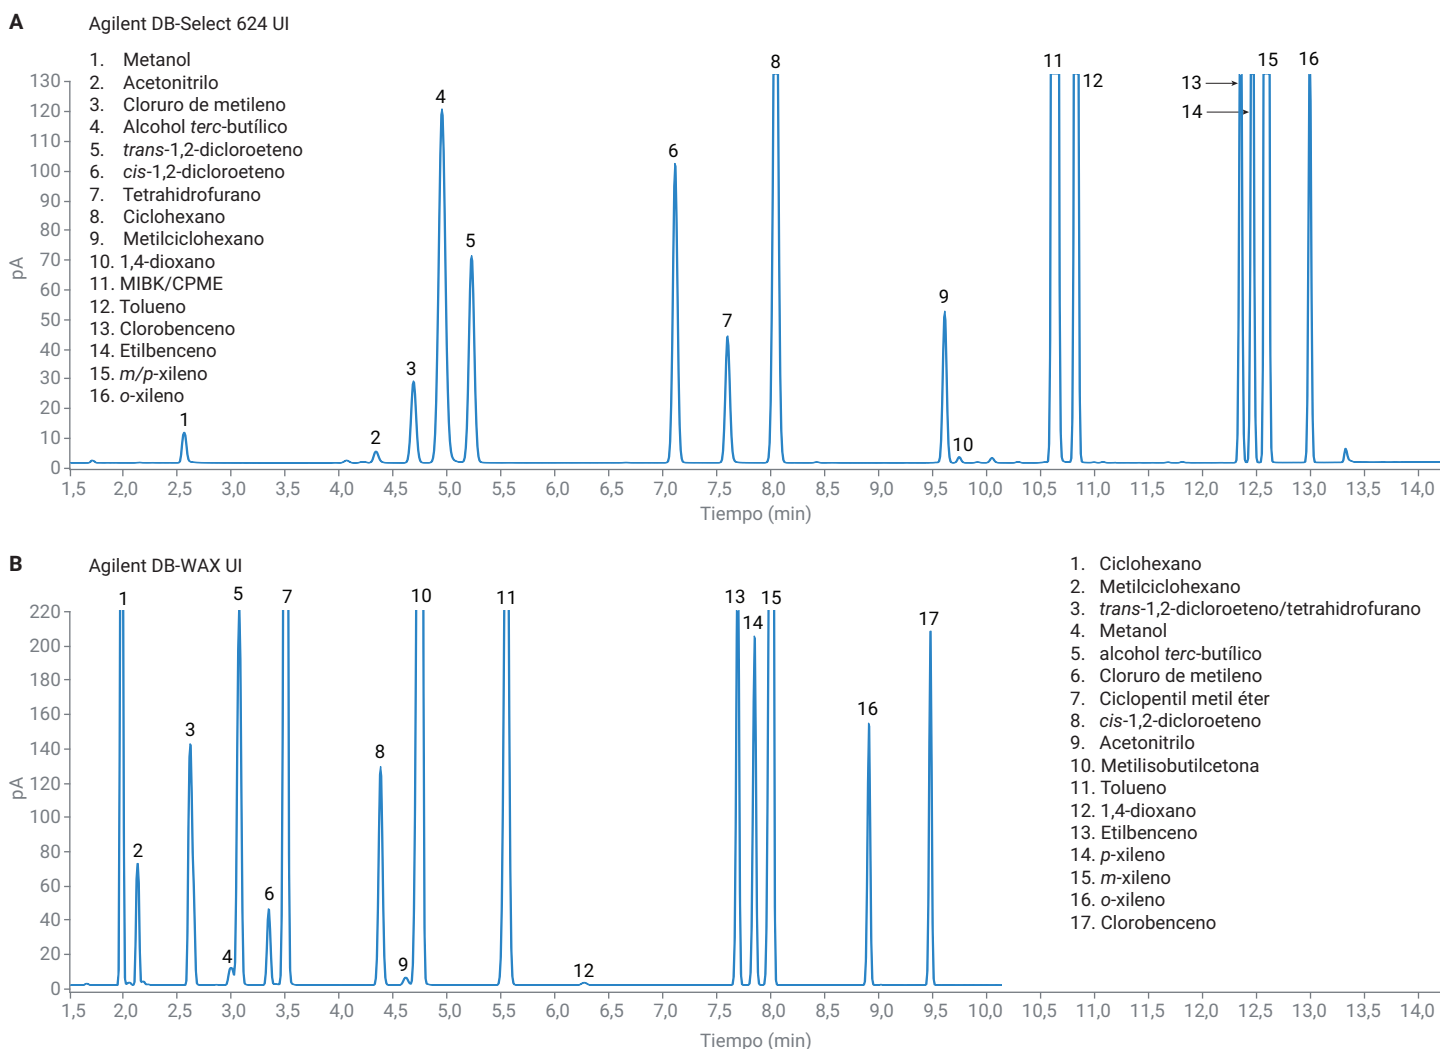 A
Agilent DB-Select 624 UI
1. Metanol
2. Acetonitrilo
3. Cloruro de metileno
4. Alcohol terc-butílico
5. trans-1,2-dicloroeteno
6. cis-1,2-dicloroeteno
7. Tetrahidrofurano
8. Ciclohexano
9. Metilciclohexano
10. 1,4-dioxano
11. MIBK/CPME
12. Tolueno
13. Clorobenceno
14. Etilbenceno
15. m/p-xileno
16. o-xileno
130
120
110
100
90
80
70
60
50
40
30
20
10
0
pA
1
2
3
4
5
6
7
8
9
10
11
12
13
14
15
16
1,5 2,0 2,5 3,0 3,5 4,0 4,5 5,0 5,5 6,0 6,5 7,0 7,5 8,0 8,5 9,0 9,5 10,0 10,5 11,0 11,5 12,0 12,5 13,0 13,5 14,0
Tiempo (min)
B
Agilent DB-WAX UI
220
200
180
160
140
120
100
80
60
40
20
0
pA
1
2
3
4
5
6
7
8
9
10
11
12
13
14
15
16
17
1. Ciclohexano
2. Metilciclohexano
3. trans-1,2-dicloroeteno/tetrahidrofurano
4. Metanol
5. alcohol terc-butílico
6. Cloruro de metileno
7. Ciclopentil metil éter
8. cis-1,2-dicloroeteno
9. Acetonitrilo
10. Metilisobutilcetona
11. Tolueno
12. 1,4-dioxano
13. Etilbenceno
14. p-xileno
15. m-xileno
16. o-xileno
17. Clorobenceno
1,5 2,0 2,5 3,0 3,5 4,0 4,5 5,0 5,5 6,0 6,5 7,0 7,5 8,0 8,5 9,0 9,5 10,0 10,5 11,0 11,5 12,0 12,5 13,0 13,5 14,0
Tiempo (min)